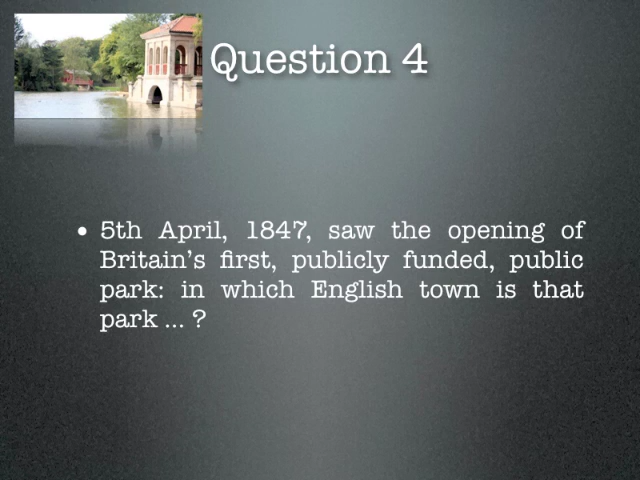 Question 4
• 5th April, 1847, saw the opening of
Britain's first, publicly funded, public
park: in which English town is that
park ... ?